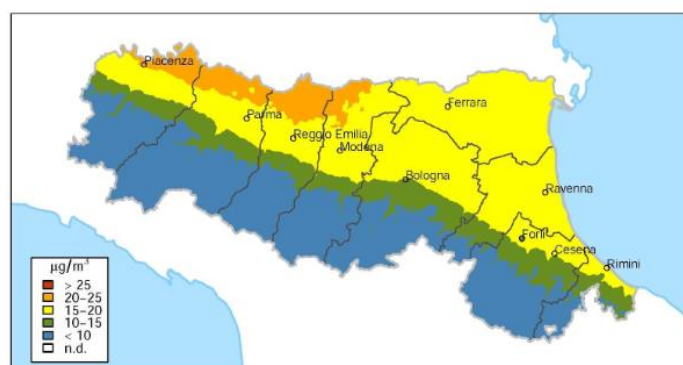 Piacenza
Parma
Reggio Emilia
Modena
Ferrara
Bologna
Ravenna
Forlì
Cesena
Rimini
µg/m³
> 25
20–25
15–20
10–15
< 10
n.d.